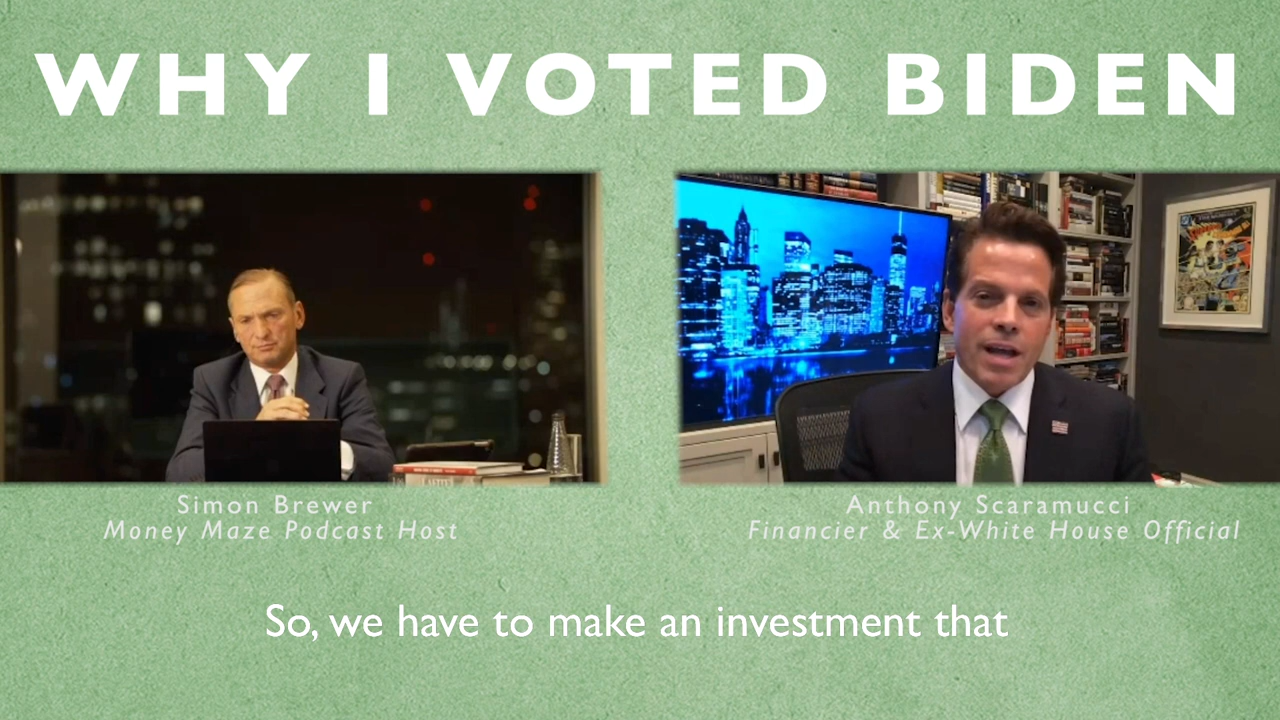 WHY I VOTED BIDEN
Simon Brewer
Money Maze Podcast Host
Anthony Scaramucci
Financier & Ex-White House Official
So, we have to make an investment that